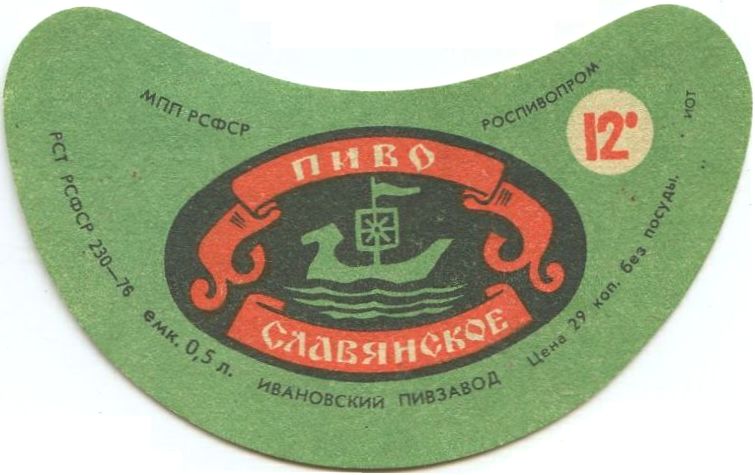 МПП РСФСР
РОСПИВОПРОМ
12°
ПИВО
СЛАВЯНСКОЕ
РСТ РСФСР 230—76
емк. 0,5 л.
ИВАНОВСКИЙ ПИВЗАВОД
Цена 29 коп. без посуды.
ИОТ